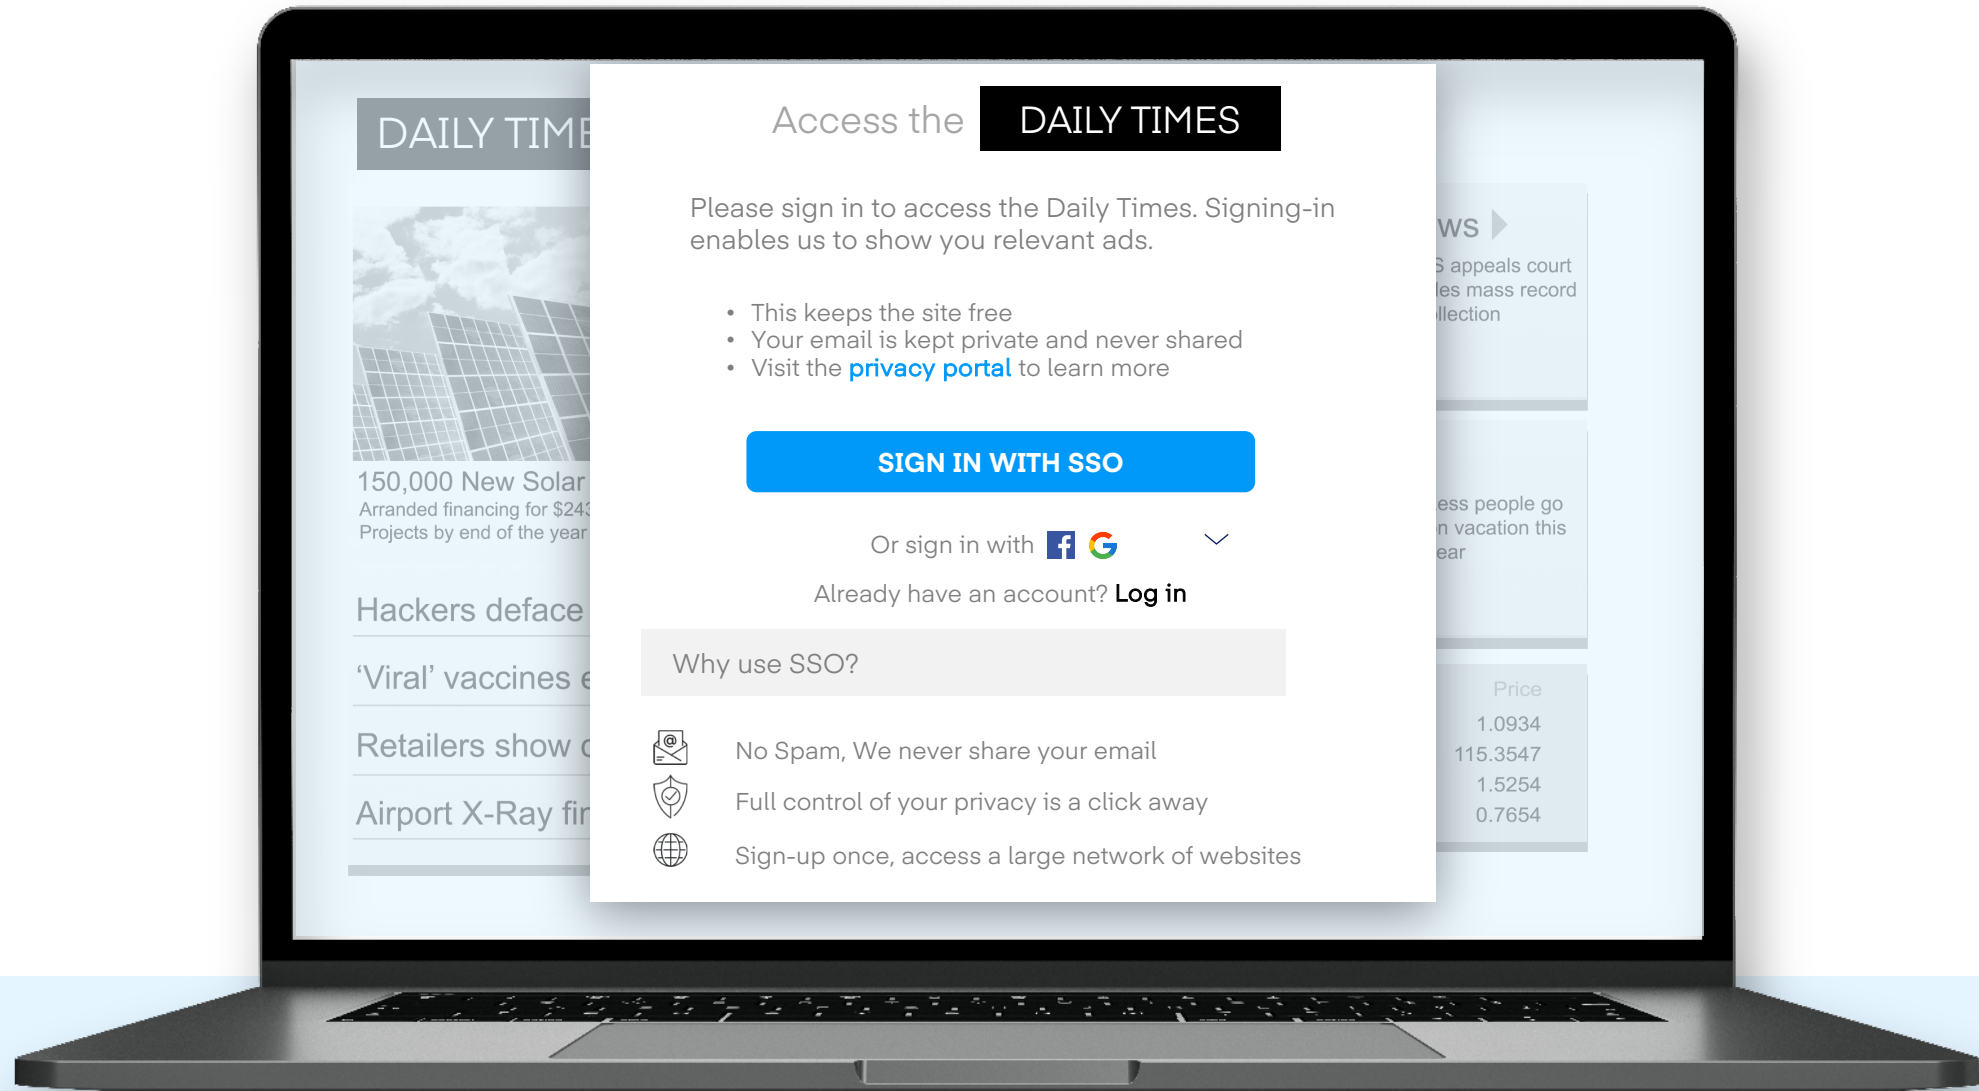 DAILY TIME
150,000 New Solar
Arranded financing for $243
Projects by end of the year
Hackers deface
‘Viral’ vaccines
Retailers show
Airport X-Ray
Access the DAILY TIMES
Please sign in to access the Daily Times. Signing-in
enables us to show you relevant ads.
• This keeps the site free
• Your email is kept private and never shared
• Visit the privacy portal to learn more
SIGN IN WITH SSO
Or sign in with
Already have an account? Log in
Why use SSO?
No Spam, We never share your email
Full control of your privacy is a click away
Sign-up once, access a large network of websites
ws
S appeals court
les mass record
llection
ess people go
n vacation this
ear
Price
1.0934
115.3547
1.5254
0.7654